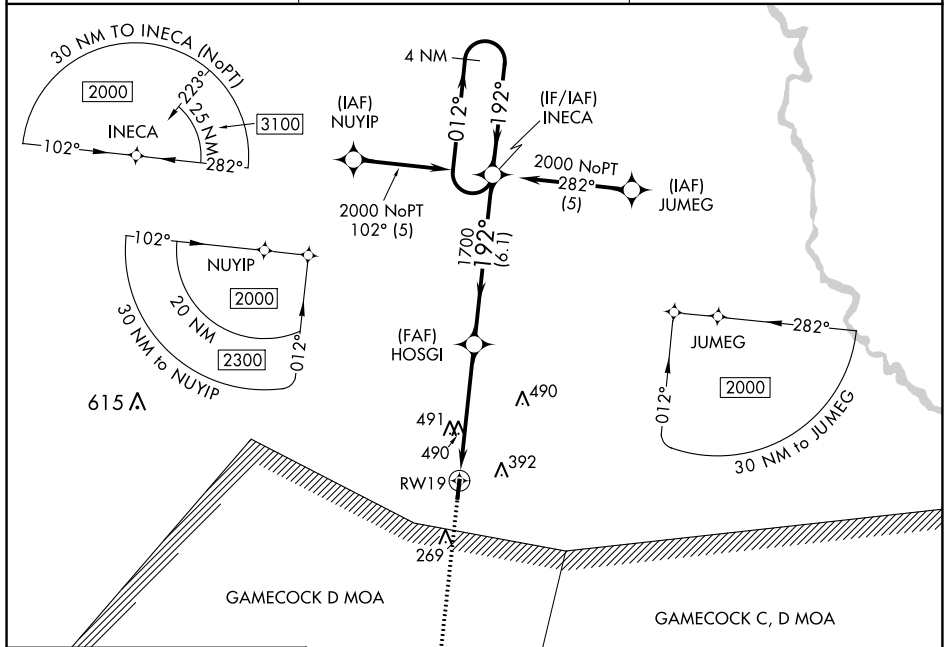 30 NM TO INECA (NoPT)
2000
223°
25 NM
3100
INECA
102°
282°
4 NM
012°
192°
(IAF)
NUYIP
(IF/IAF)
INECA
2000 NoPT
282°
(5)
(IAF)
JUMEG
2000 NoPT
102° (5)
1700
192°
(6.1)
102°
NUYIP
2000
20 NM
2300
30 NM to NUYIP
012°
(FAF)
HOSGI
JUMEG
282°
2000
012°
30 NM to JUMEG
615
490
491
490
392
RW19
269
GAMECOCK D MOA
GAMECOCK C, D MOA